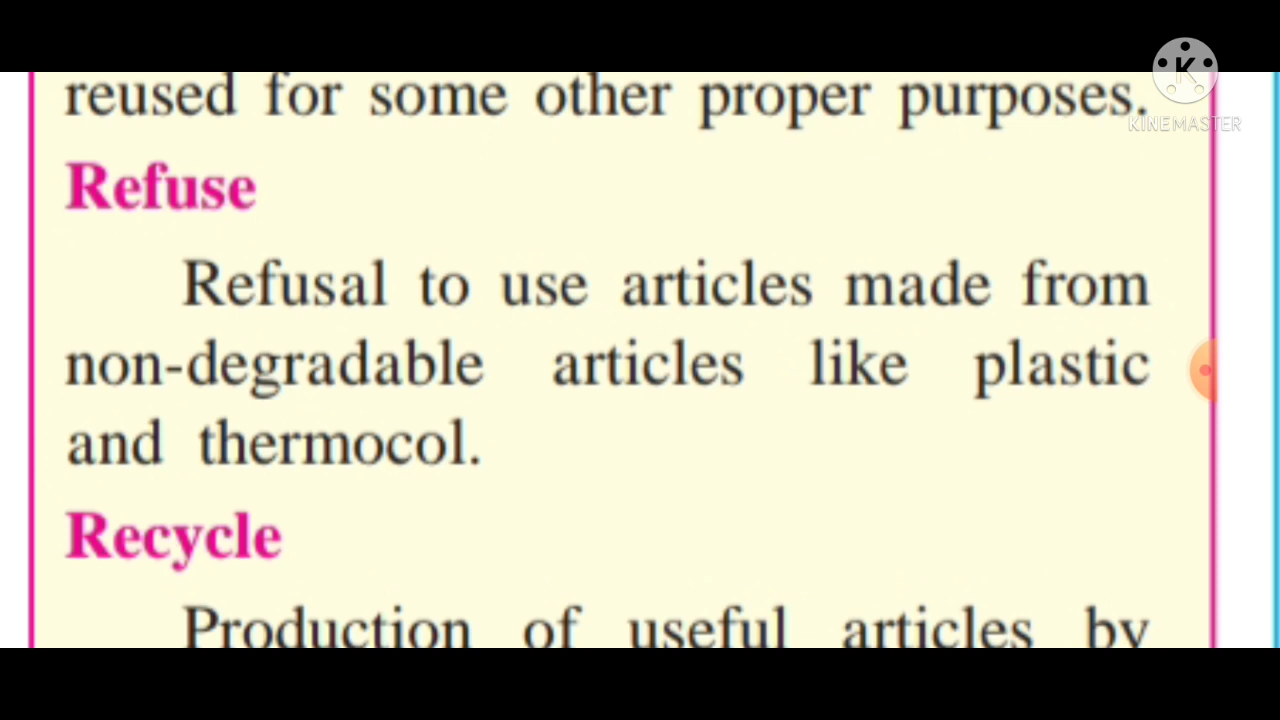 reused for some other proper purposes.
K
KINEMASTER
Refuse
Refusal to use articles made from
non-degradable articles like plastic
and thermocol.
Recycle
Production of useful articles by